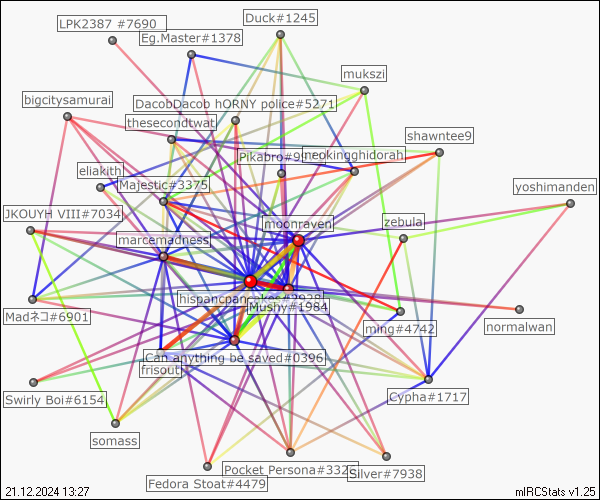 LPK2387 #7690
Duck#1245
Eg.Master#1378
mukszi
bigcitysamurai
DacobDacob hORNY police#5271
thesecondtwat
shawntee9
Pikabro#9
neokingghidorah
eliakith
Majestic#3375
yoshimanden
JKOUYH VIII#7034
moonraven
zebula
marcemadness
hispancpancakes#3938
Mushy#1984
Madネコ#6901
ming#4742
normalwan
Can anything be saved#0396
frisout
Swirly Boi#6154
Cypha#1717
somass
Pocket Persona#332
Silver#7938
Fedora Stoat#4479
21.12.2024 13:27
mIRCStats v1.25